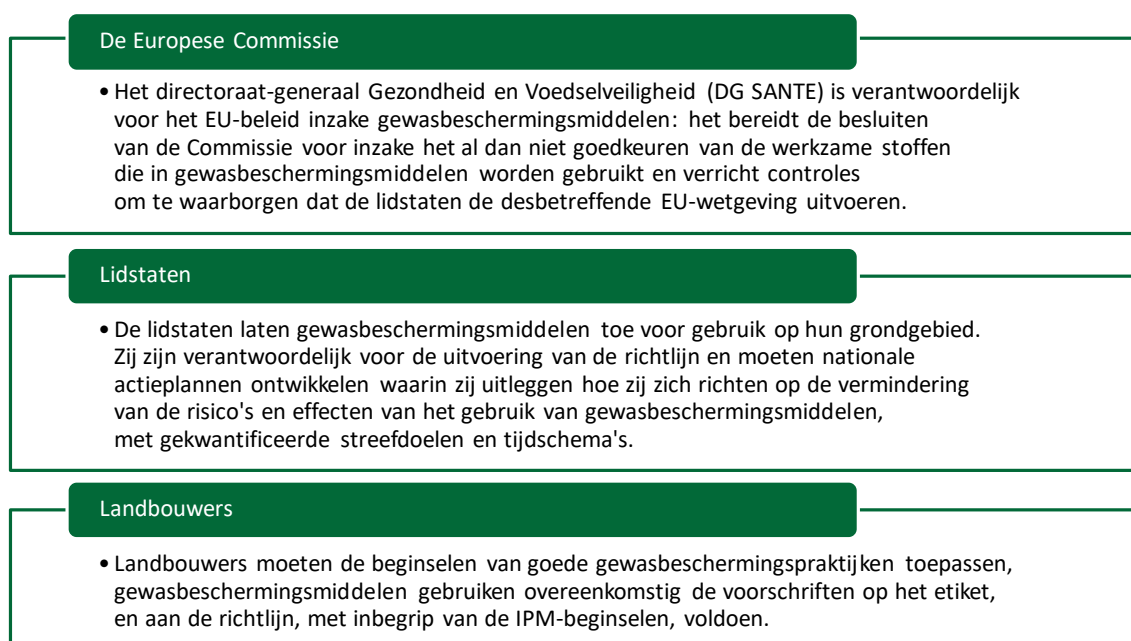 De Europese Commissie
• Het directoraat-generaal Gezondheid en Voedselveiligheid (DG SANTE) is verantwoordelijk
voor het EU-beleid inzake gewasbeschermingsmiddelen: het bereidt de besluiten
van de Commissie voor inzake het al dan niet goedkeuren van de werkzame stoffen
die in gewasbeschermingsmiddelen worden gebruikt en verricht controles
om te waarborgen dat de lidstaten de desbetreffende EU-wetgeving uitvoeren.
Lidstaten
• De lidstaten laten gewasbeschermingsmiddelen toe voor gebruik op hun grondgebied.
Zij zijn verantwoordelijk voor de uitvoering van de richtlijn en moeten nationale
actieplannen ontwikkelen waarin zij uitleggen hoe zij zich richten op de vermindering
van de risico's en effecten van het gebruik van gewasbeschermingsmiddelen,
met gekwantificeerde streefdoelen en tijdschema's.
Landbouwers
• Landbouwers moeten de beginselen van goede gewasbeschermingspraktijken toepassen,
gewasbeschermingsmiddelen gebruiken overeenkomstig de voorschriften op het etiket,
en aan de richtlijn, met inbegrip van de IPM-beginselen, voldoen.